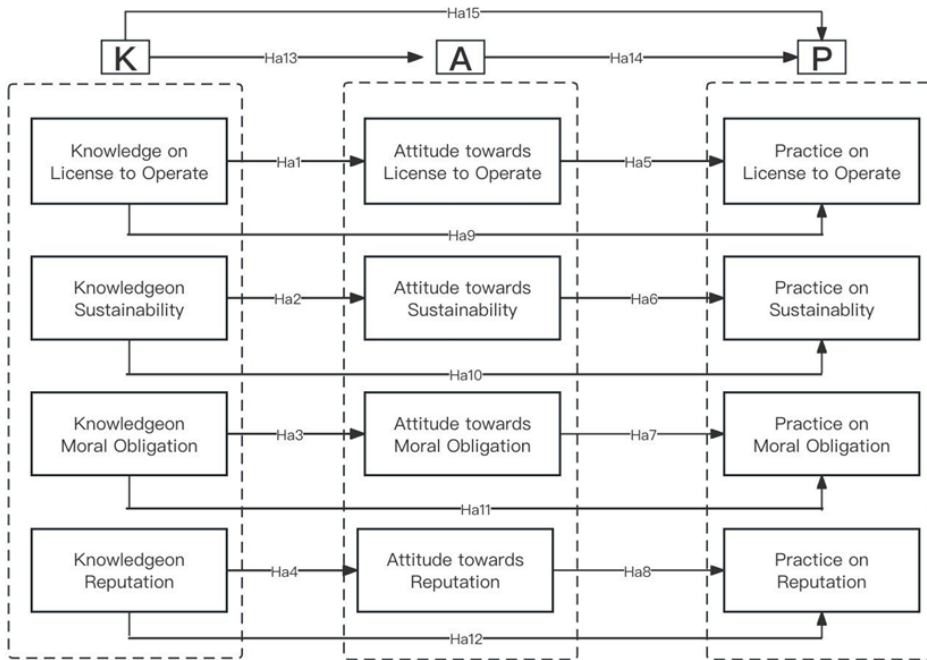 Ha15
K
Ha13
A
Ha14
P
Knowledge on
License to Operate
Ha1
Attitude towards
License to Operate
Ha5
Practice on
License to Operate
Ha9
Knowledgeon
Sustainability
Ha2
Attitude towards
Sustainability
Ha6
Practice on
Sustainablity
Ha10
Knowledgeon
Moral Obligation
Ha3
Attitude towards
Moral Obligation
Ha7
Practice on
Moral Obligation
Ha11
Knowledgeon
Reputation
Ha4
Attitude towards
Reputation
Ha8
Practice on
Reputation
Ha12